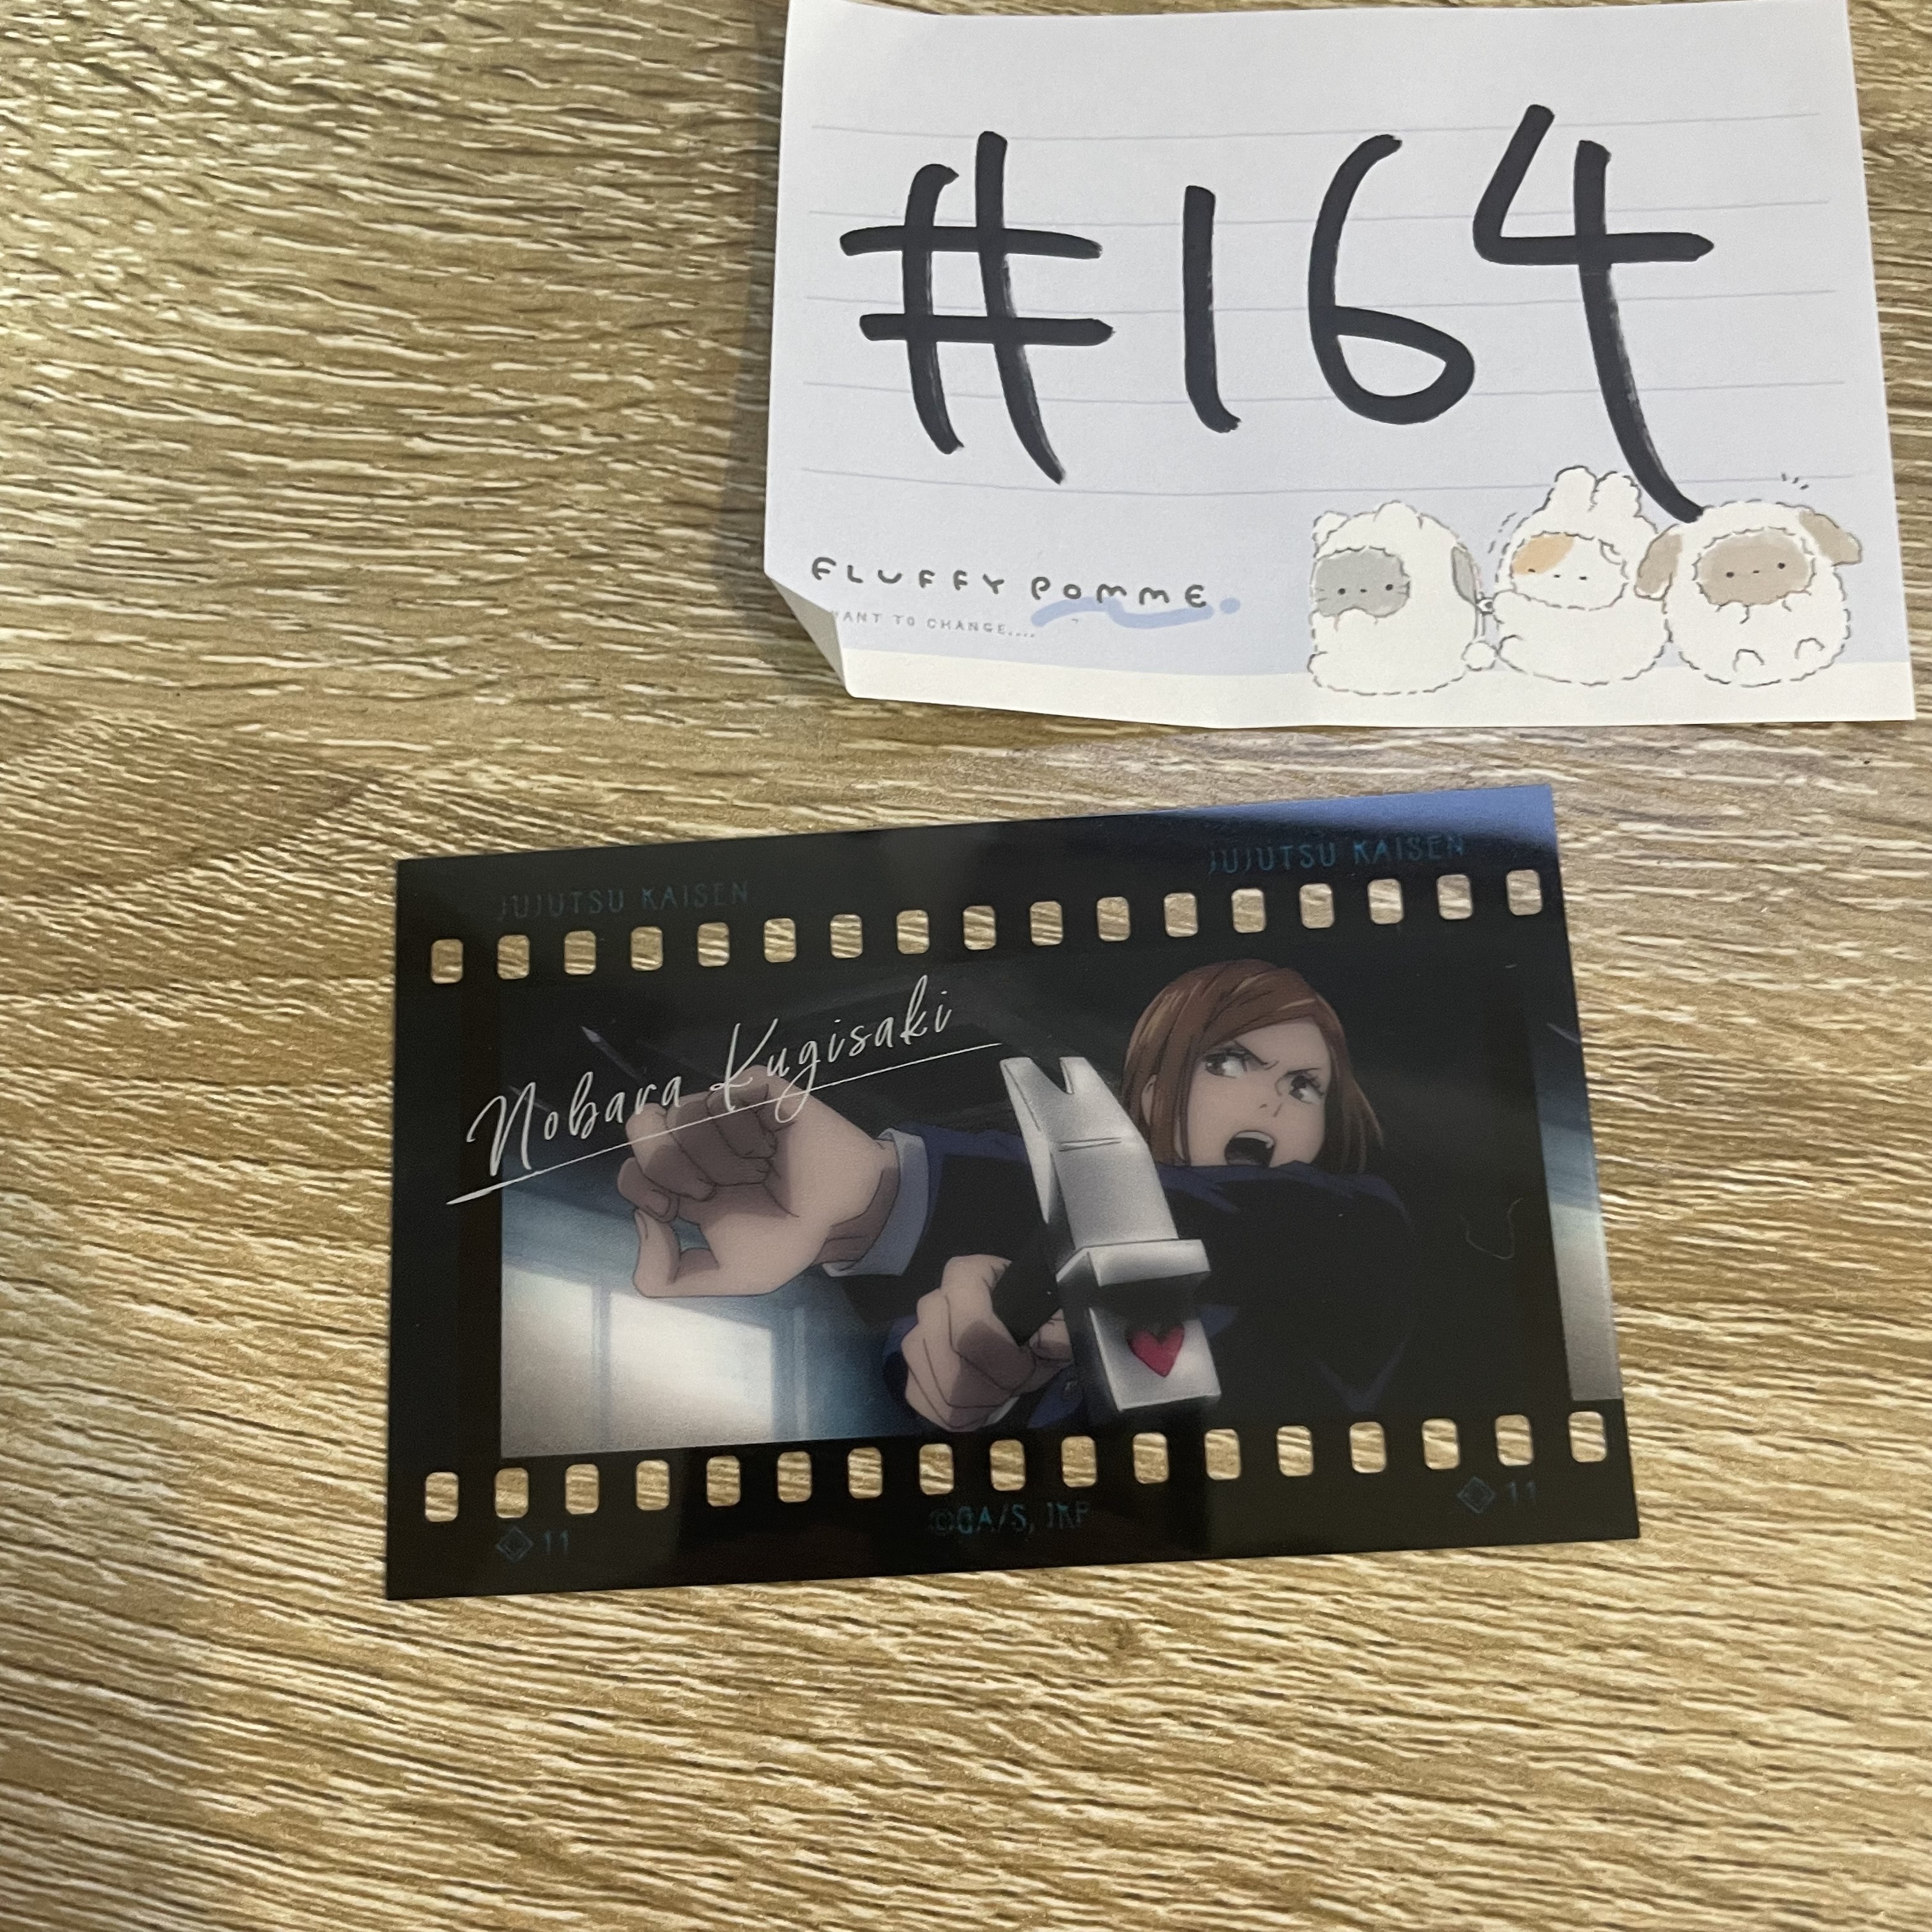 #164
FLUFFY POMME.
WANT TO CHANGE....
JUJUTSU KAISEN
JUJUTSU KAISEN
Nobara Kugisaki
11
©GA/S, JKP
11